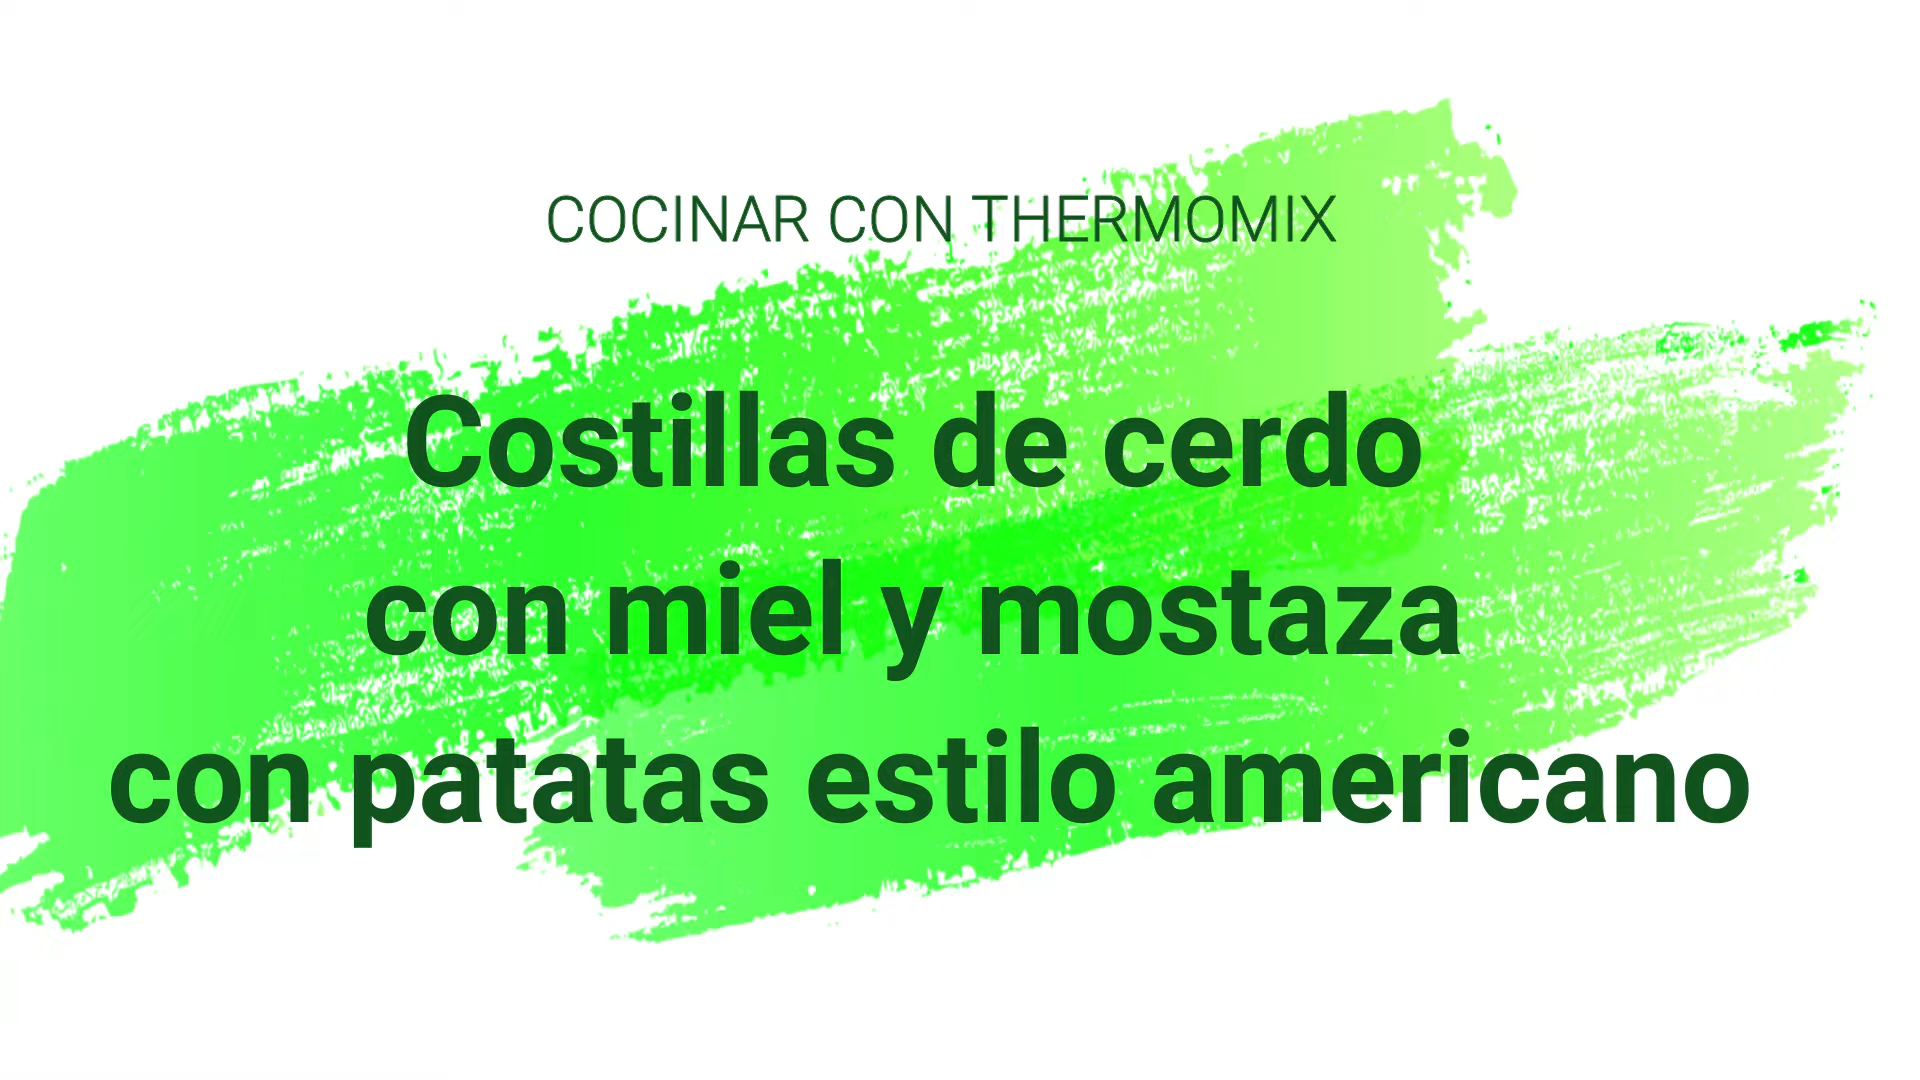 COCINAR CON THERMOMIX
Costillas de cerdo
con miel y mostaza
con patatas estilo americano